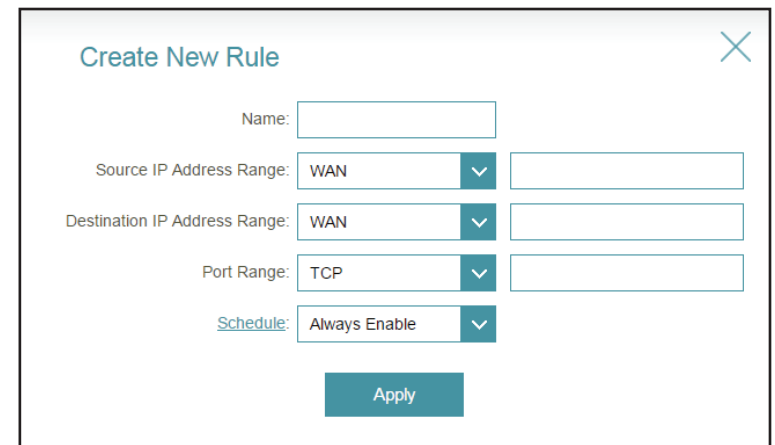 Create New Rule
Name:
Source IP Address Range: WAN
Destination IP Address Range: WAN
Port Range: TCP
Schedule: Always Enable
Apply